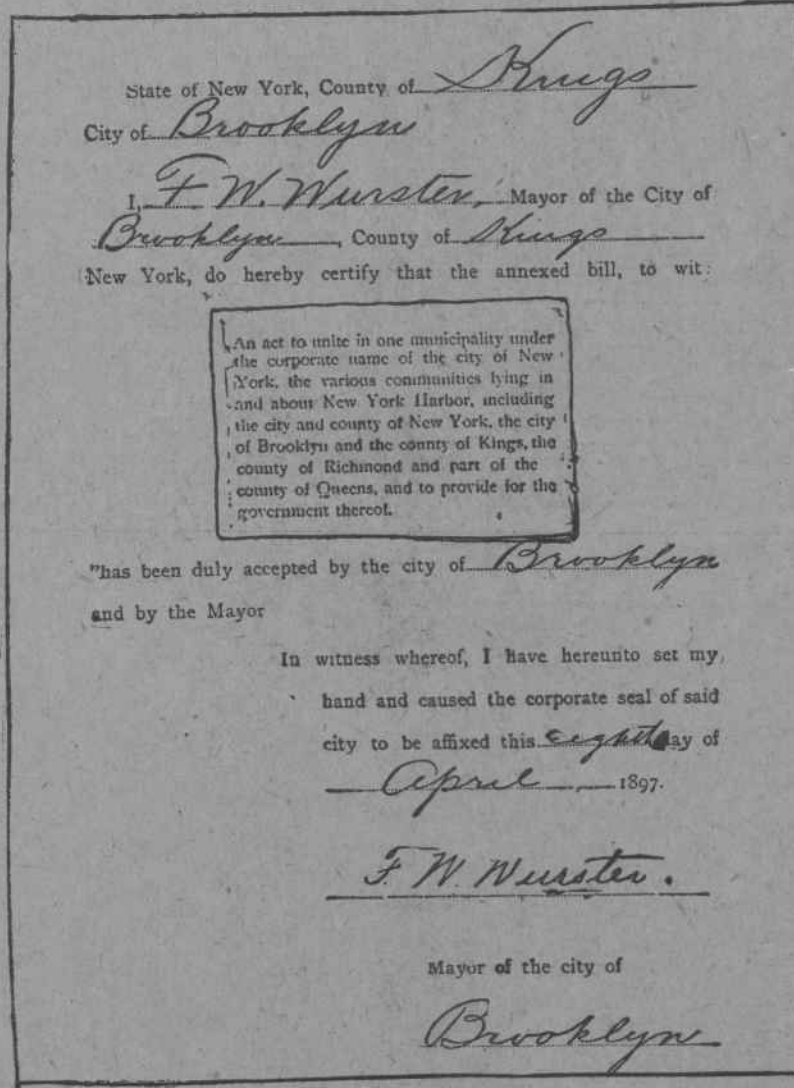 State of New York, County of Kings
City of Brooklyn
I, F W. Wurster, Mayor of the City of
Brooklyn, County of Kings
New York, do hereby certify that the annexed bill, to wit:
An act to unite in one municipality under
the corporate name of the city of New
York, the various communities lying in
and about New York Harbor, including
the city and county of New York, the city
of Brooklyn and the county of Kings, the
county of Richmond and part of the
county of Queens, and to provide for the
government thereof.
"has been duly accepted by the city of Brooklyn
and by the Mayor
In witness whereof, I have hereunto set my
hand and caused the corporate seal of said
city to be affixed this eighth day of
April 1897.
F. W. Wurster.
Mayor of the city of
Brooklyn